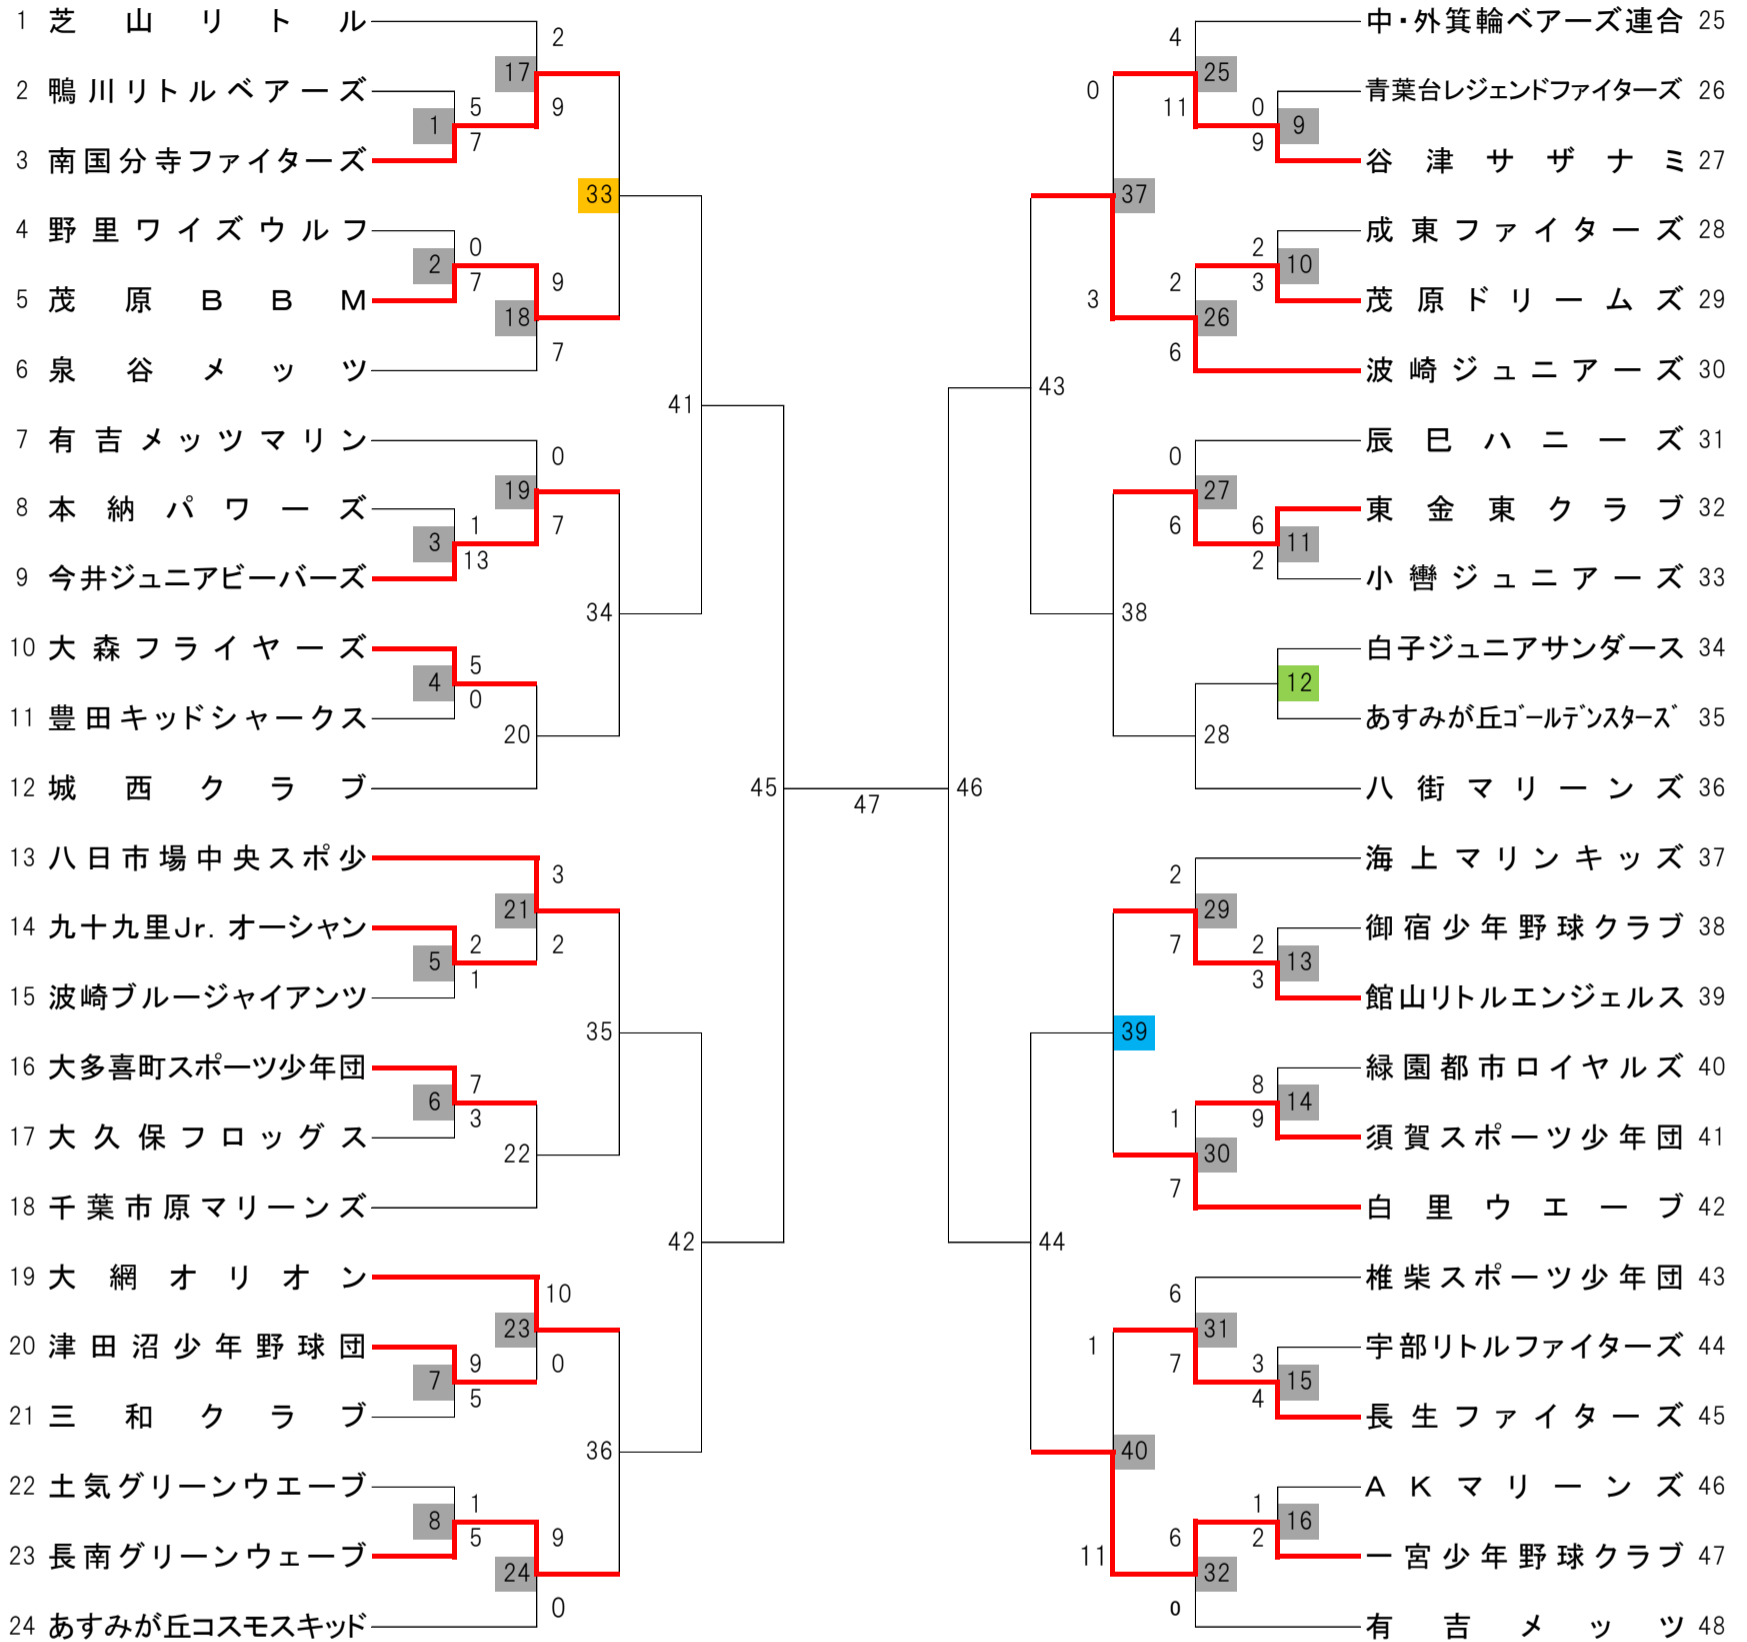 1 芝山リトル
2
17
2 鴨川リトルベアーズ
5
9
1
7
3 南国分寺ファイターズ
33
4 野里ワイズウルフ
0
2
7
9
5 茂原BBM
18
7
6 泉谷メッツ
41
7 有吉メッツマリン
0
19
8 本納パワーズ
1
7
3
13
9 今井ジュニアビーバーズ
34
10 大森フライヤーズ
5
4
0
11 豊田キッドシャークス
20
12 城西クラブ
45
47
46
13 八日市場中央スポ少
3
21
14 九十九里Jr.オーシャン
2
2
5
1
15 波崎ブルージャイアンツ
35
16 大多喜町スポーツ少年団
7
6
3
17 大久保フロッグス
22
18 千葉市原マリーンズ
42
19 大網オリオン
10
23
20 津田沼少年野球団
9
0
7
5
21 三和クラブ
36
22 土気グリーンウエーブ
1
8
5
9
23 長南グリーンウェーブ
24
0
24 あすみが丘コスモスキッド
中・外箕輪ベアーズ連合 25
4
25
0
青葉台レジェンドファイターズ 26
11
0
9
9
谷津サザナミ 27
37
成東ファイターズ 28
2
10
2
3
3
茂原ドリームズ 29
26
6
波崎ジュニアーズ 30
43
辰巳ハニーズ 31
0
27
東金東クラブ 32
6
6
11
2
小轡ジュニアーズ 33
38
白子ジュニアサンダース 34
12
あすみが丘ゴールデンスターズ 35
28
八街マリーンズ 36
海上マリンキッズ 37
2
29
御宿少年野球クラブ 38
7
2
13
3
館山リトルエンジェルス 39
39
緑園都市ロイヤルズ 40
8
14
1
9
須賀スポーツ少年団 41
30
7
白里ウエーブ 42
44
椎柴スポーツ少年団 43
6
31
1
宇部リトルファイターズ 44
7
3
15
4
長生ファイターズ 45
40
AKマリーンズ 46
1
16
6
2
11
一宮少年野球クラブ 47
32
0
有吉メッツ 48